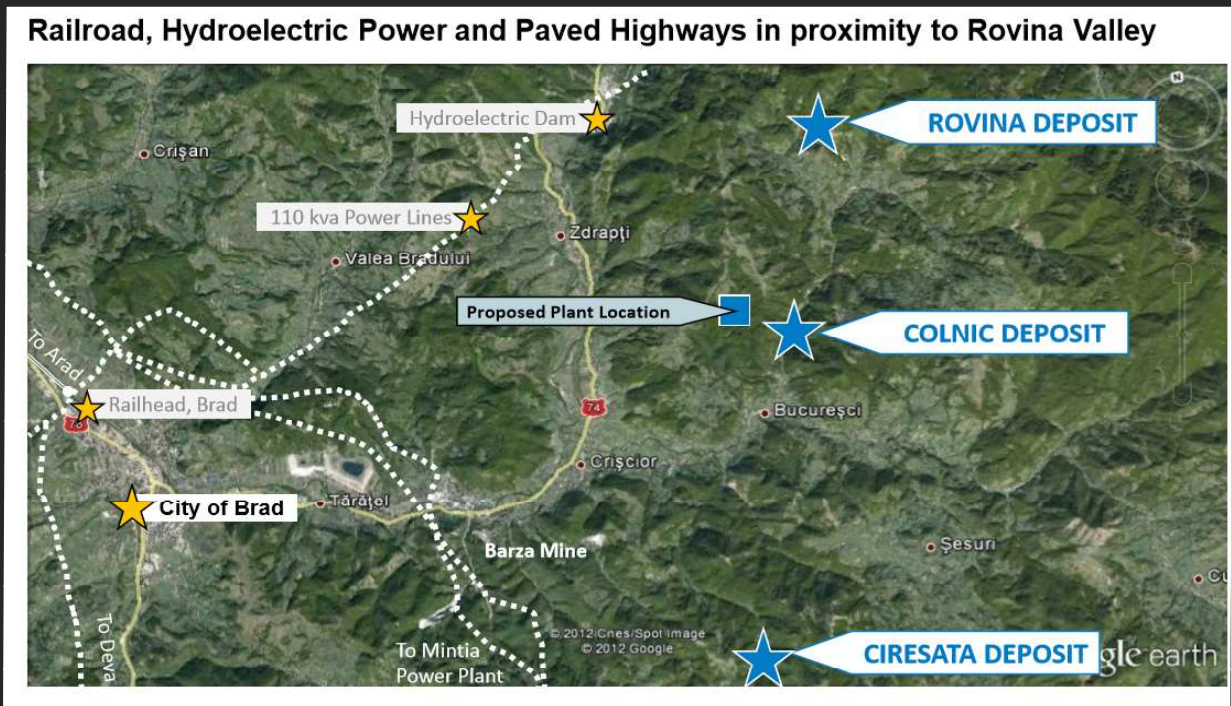 Railroad, Hydroelectric Power and Paved Highways in proximity to Rovina Valley
Hydroelectric Dam
ROVINA DEPOSIT
Crişan
110 kva Power Lines
Zdrapţi
Valea Bradului
Proposed Plant Location
COLNIC DEPOSIT
To Arad
Railhead, Brad
74
Bucureşci
76
Crişcior
City of Brad
Tărăţel
Barza Mine
Şesuri
To Deva
© 2012 Cnes/Spot Image
© 2012 Google
To Mintia
Power Plant
CIRESATA DEPOSIT
gle earth
N